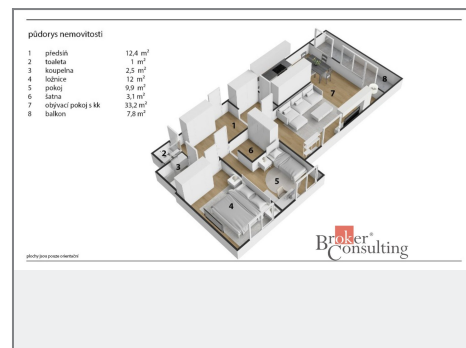 půdorys nemovitosti
1 předsíň 12,4 m²
2 toaleta 1 m²
3 koupelna 2,5 m²
4 ložnice 12 m²
5 pokoj 9,9 m²
6 šatna 3,1 m²
7 obývací pokoj s kk 33,2 m²
8 balkon 7,8 m²
8
7
1
2
6
3
5
4
Broker®
Consulting
plochy jsou pouze orientační